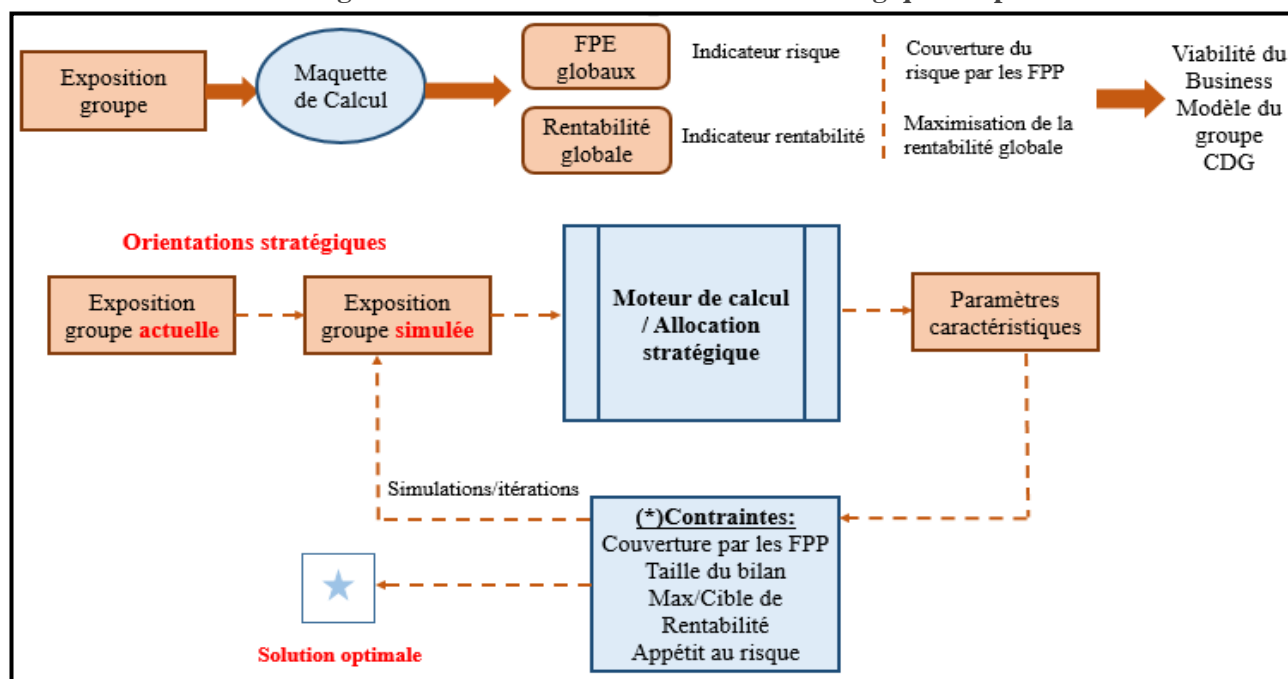 Exposition
groupe
Maquette
de Calcul
FPE
globaux
Indicateur risque
Couverture du
risque par les FPP
Rentabilité
globale
Indicateur rentabilité
Maximisation de la
rentabilité globale
Viabilité du
Business
Modèle du
groupe
CDG
Orientations stratégiques
Exposition
groupe actuelle
Exposition
groupe simulée
Moteur de calcul
/ Allocation
stratégique
Paramètres
caractéristiques
Simulations/itérations
(*)Contraintes:
Couverture par les FPP
Taille du bilan
Max/Cible de
Rentabilité
Appétit au risque
Solution optimale